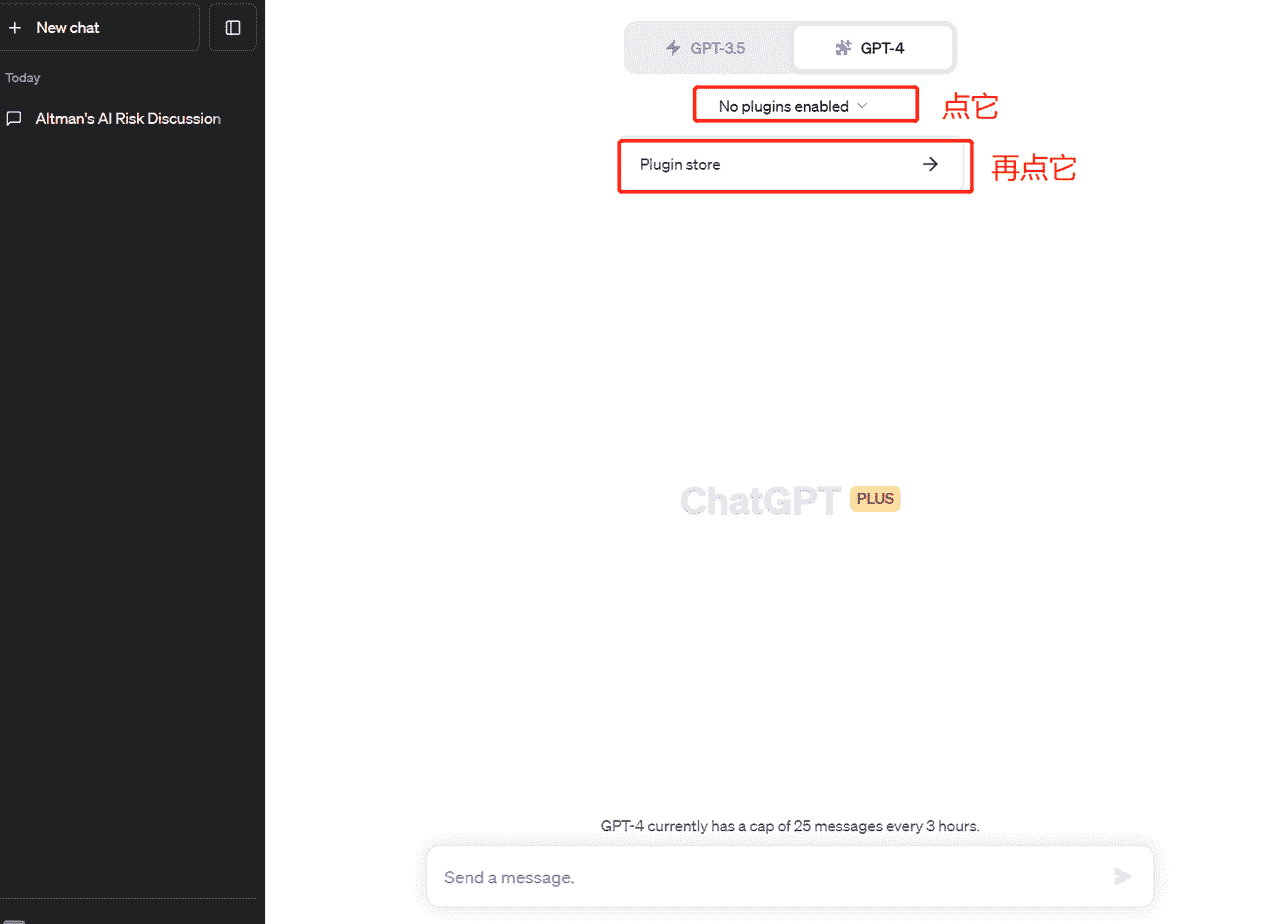 New chat
Today
Altman's AI Risk Discussion
GPT-3.5
GPT-4
No plugins enabled
点它
Plugin store
再点它
ChatGPT PLUS
GPT-4 currently has a cap of 25 messages every 3 hours.
Send a message.